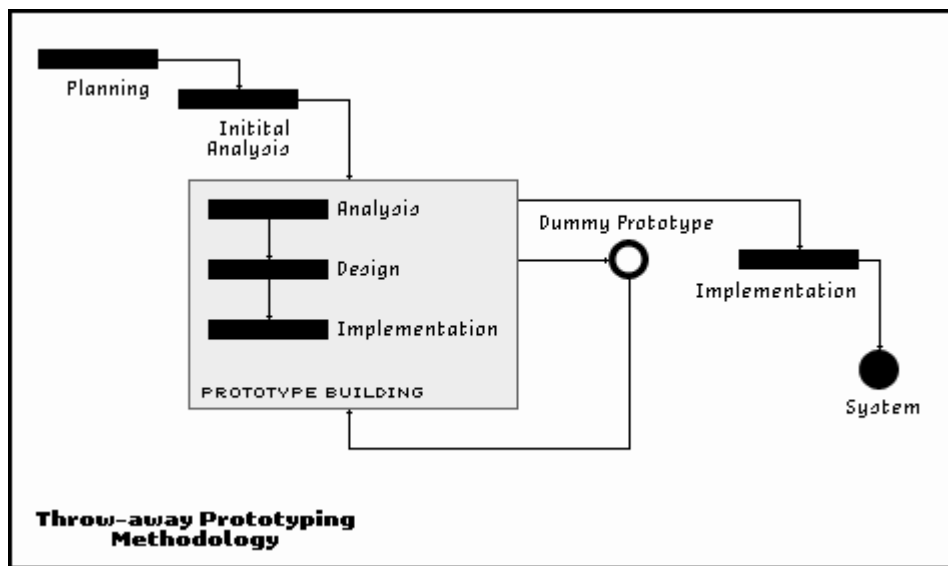 Planning
Initital
Analysis
Analysis
Design
Implementation
PROTOTYPE BUILDING
Dummy Prototype
Implementation
System
Throw-away Prototyping
Methodology